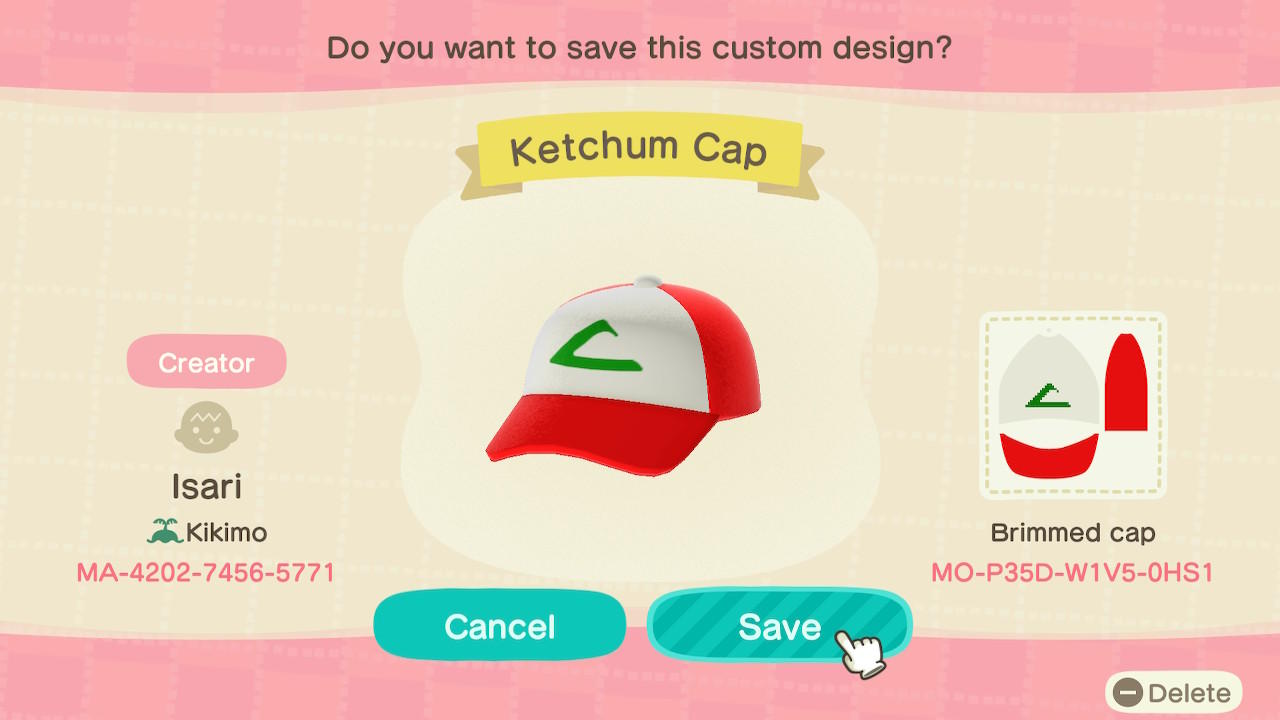 Do you want to save this custom design?
Ketchum Cap
Creator
Isari
Kikimo
MA-4202-7456-5771
Brimmed cap
MO-P35D-W1V5-0HS1
Cancel
Save
Delete